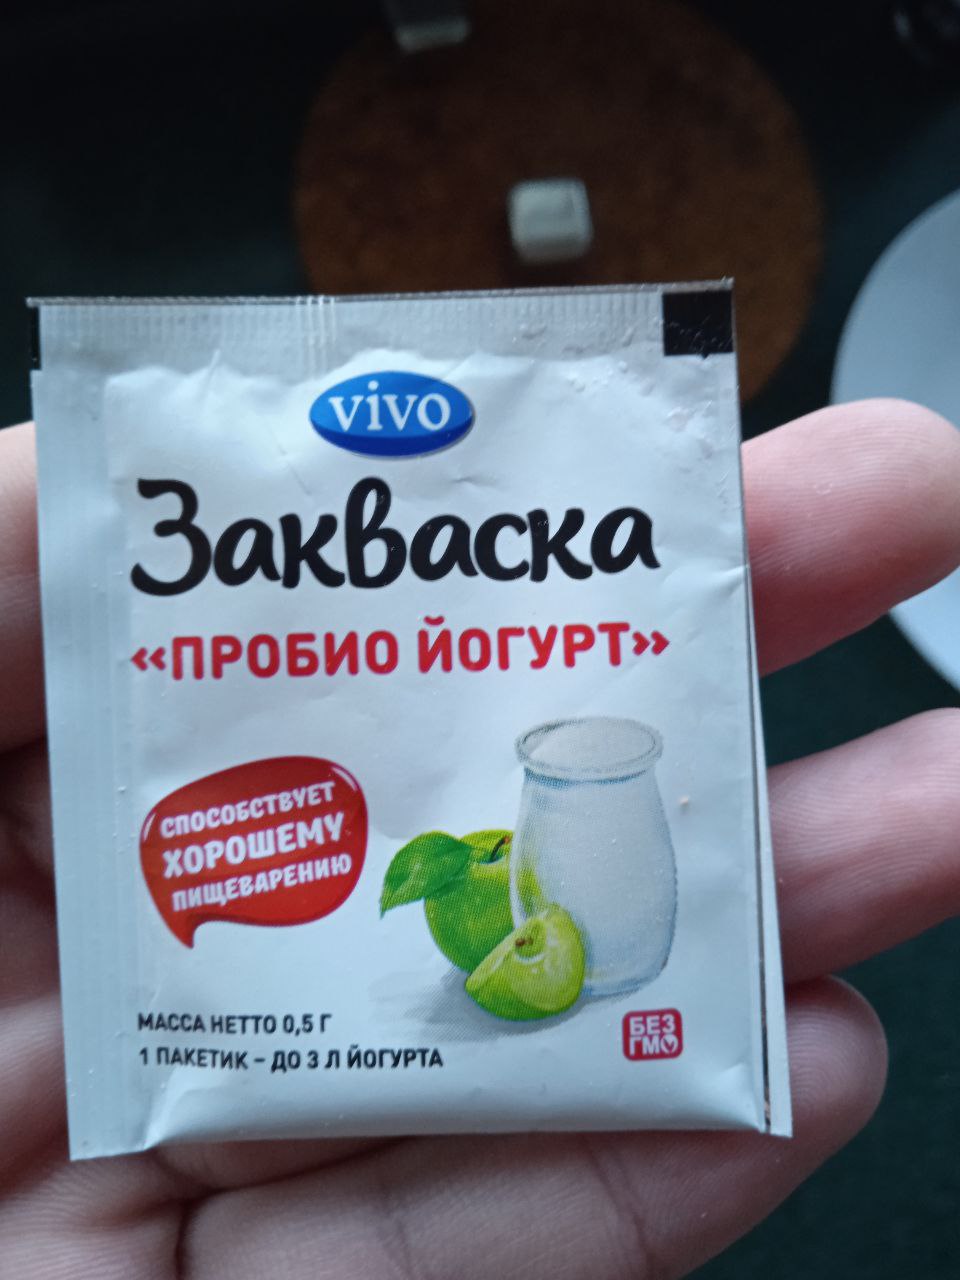 vivo
Закваска
«ПРОБИО ЙОГУРТ»
СПОСОБСТВУЕТ
ХОРОШЕМУ
ПИЩЕВАРЕНИЮ
МАССА НЕТТО 0,5 Г
1 ПАКЕТИК – ДО 3 Л ЙОГУРТА
БЕЗ
ГМО